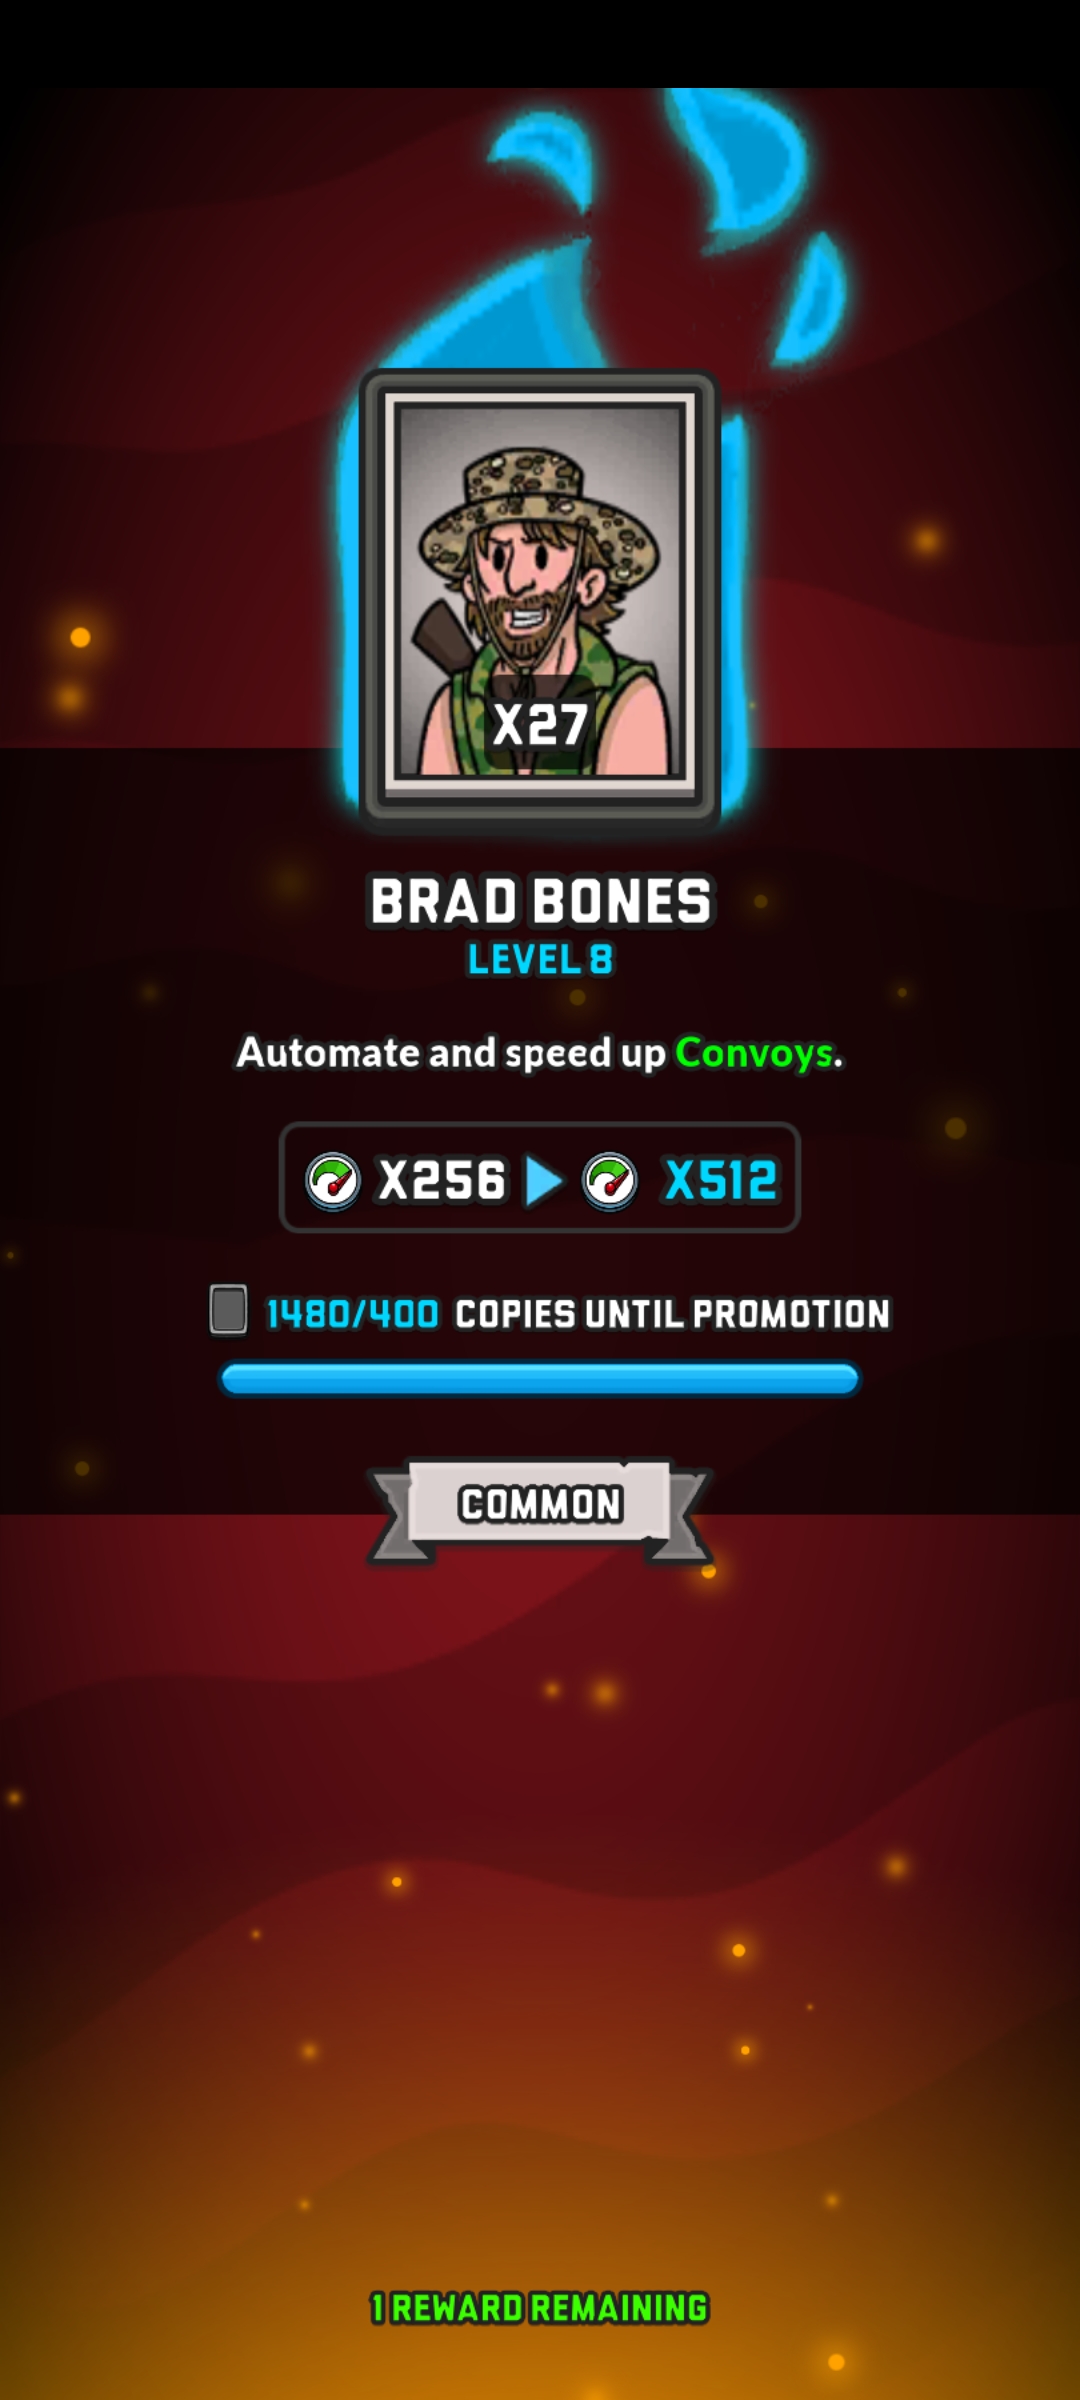 X27
BRAD BONES
LEVEL 8
Automate and speed up Convoys.
X256 X512
1480/400 COPIES UNTIL PROMOTION
COMMON
1 REWARD REMAINING